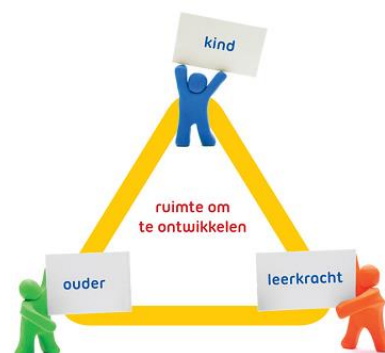 kind
ruimte om
te ontwikkelen
ouder
leerkracht